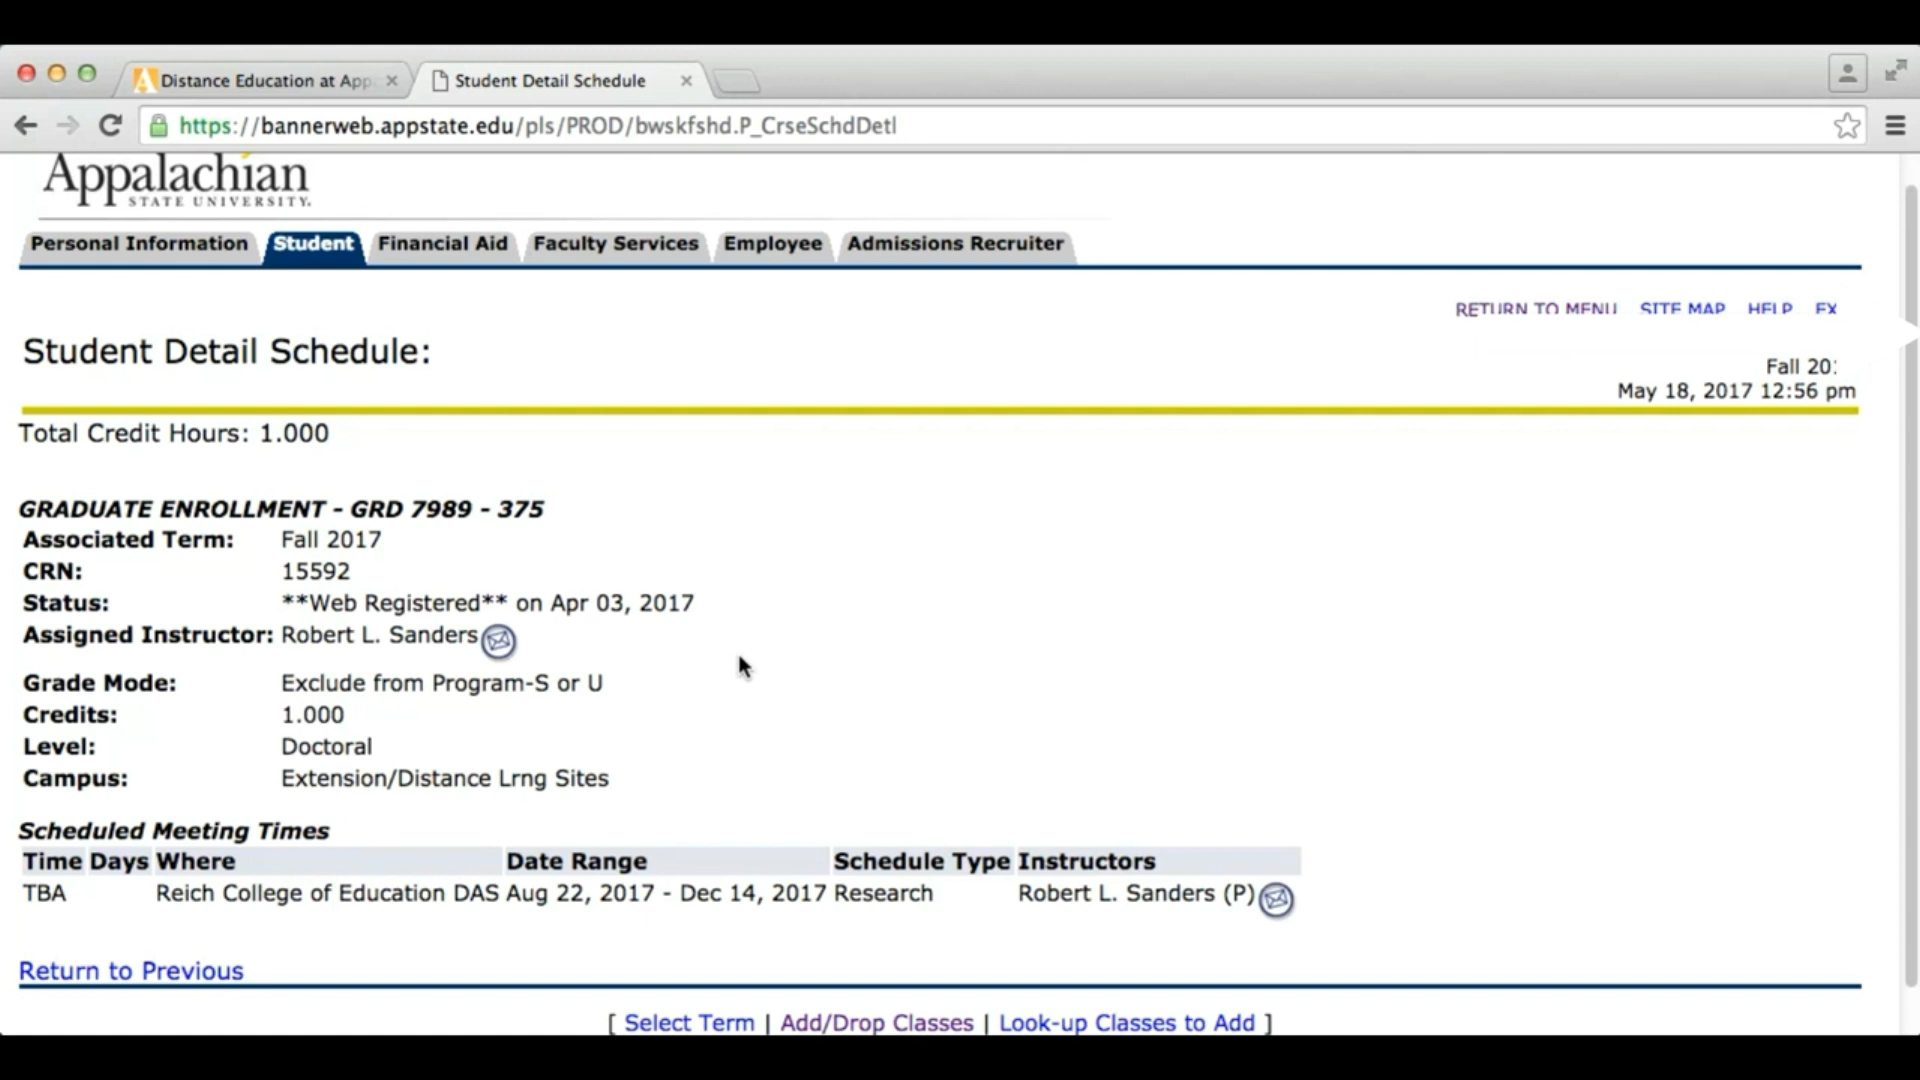 Distance Education at App
Student Detail Schedule
https://bannerweb.appstate.edu/pls/PROD/bwskfshd.P_CrseSchdDetl
Appalachian
STATE UNIVERSITY.
Personal Information Student Financial Aid Faculty Services Employee Admissions Recruiter
RETURN TO MENU SITE MAP HELP EX
Student Detail Schedule:
Fall 20
May 18, 2017 12:56 pm
Total Credit Hours: 1.000
GRADUATE ENROLLMENT - GRD 7989 - 375
Associated Term: Fall 2017
CRN: 15592
Status: **Web Registered** on Apr 03, 2017
Assigned Instructor: Robert L. Sanders
Grade Mode: Exclude from Program-S or U
Credits: 1.000
Level: Doctoral
Campus: Extension/Distance Lrng Sites
Scheduled Meeting Times
Time Days Where Date Range Schedule Type Instructors
TBA Reich College of Education DAS Aug 22, 2017 - Dec 14, 2017 Research Robert L. Sanders (P)
Return to Previous
[ Select Term | Add/Drop Classes | Look-up Classes to Add ]